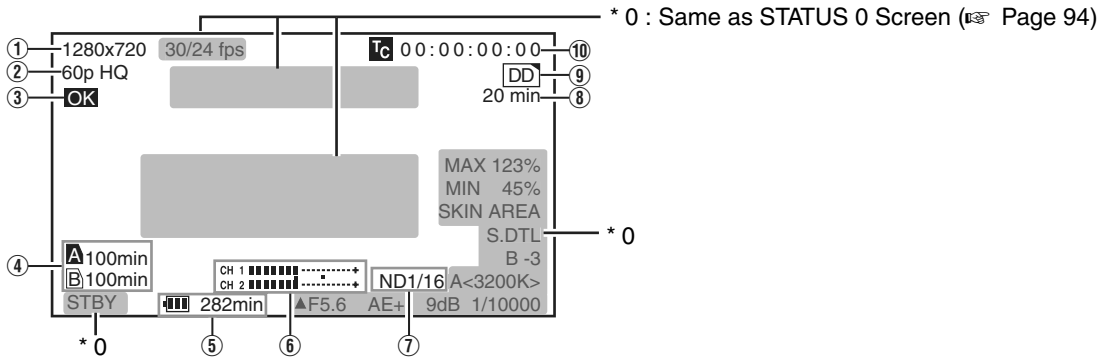 * 0 : Same as STATUS 0 Screen (☞ Page 94)
① 1280x720 30/24 fps TC 00:00:00:00 ⑩
② 60p HQ DD ⑨
③ OK 20 min ⑧
MAX 123%
MIN 45%
SKIN AREA
S.DTL * 0
B -3
④ A 100min
B 100min
CH 1
CH 2
ND1/16 A<3200K>
STBY 282min ▲F5.6 AE+ 9dB 1/10000
* 0 ⑤ ⑥ ⑦